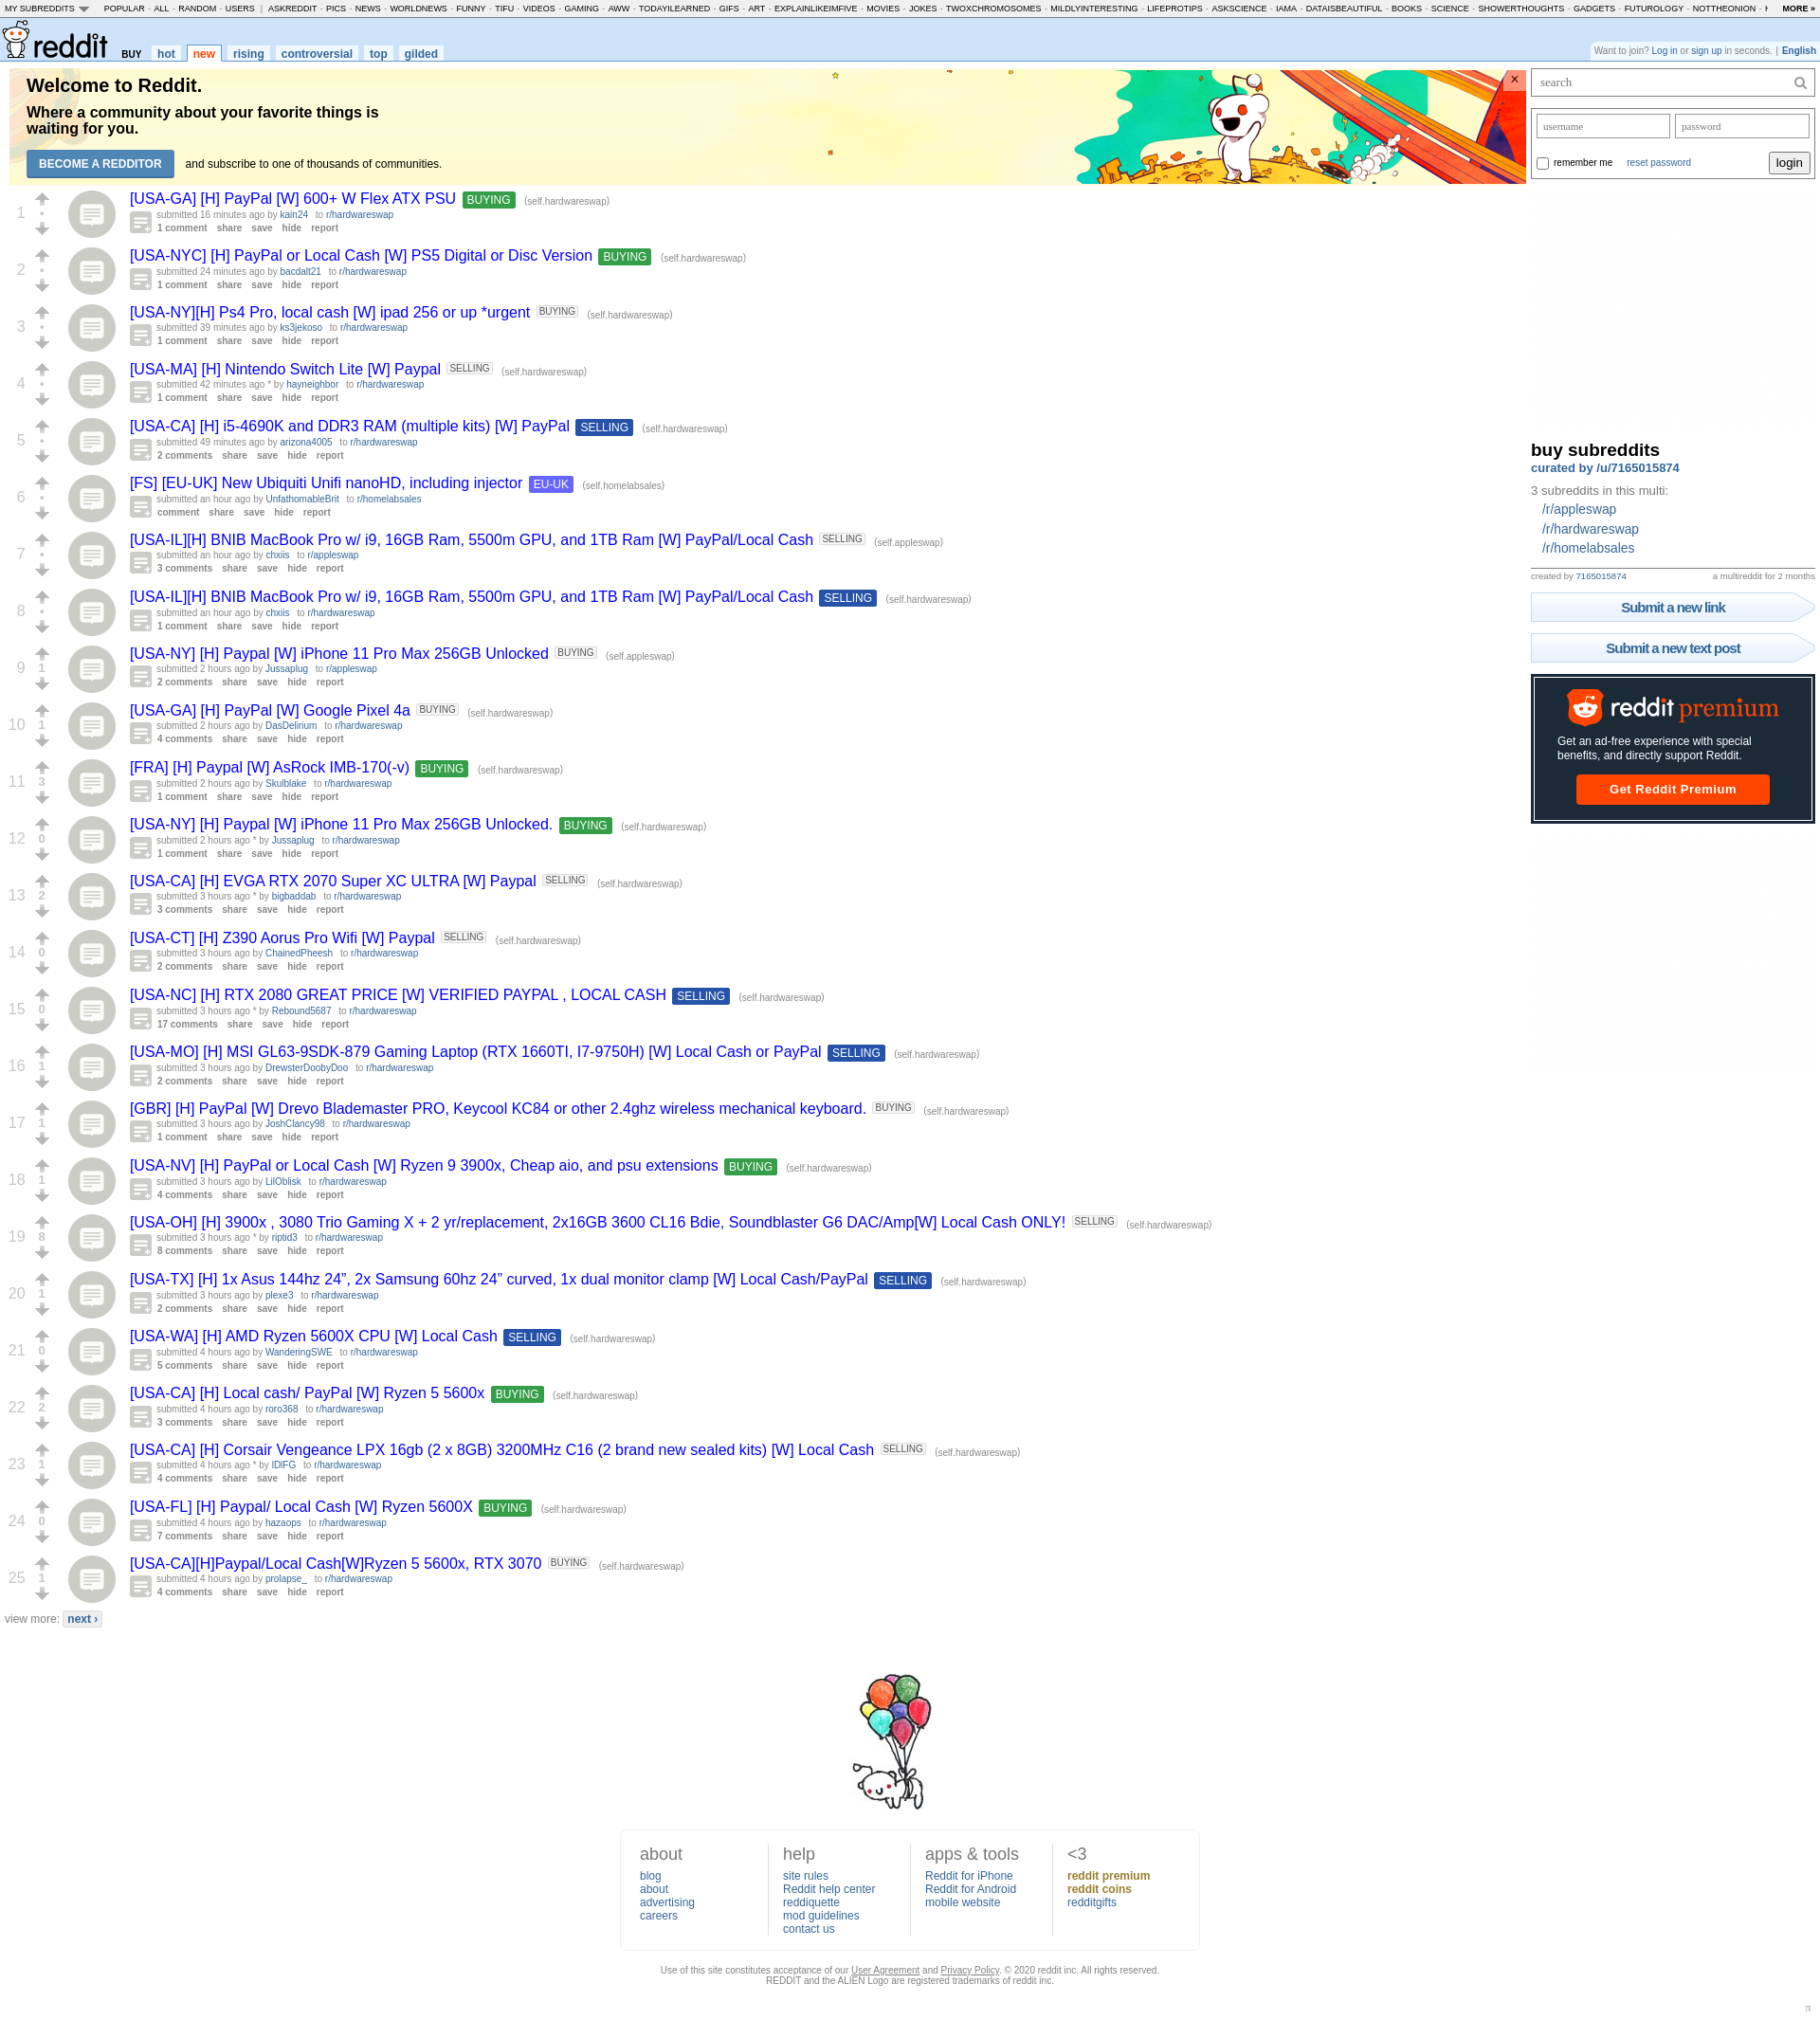 MY SUBREDDITS POPULAR - ALL - RANDOM - USERS | ASKREDDIT - PICS - NEWS - WORLDNEWS - FUNNY - TIFU - VIDEOS - GAMING - AWW - TODAYILEARNED - GIFS - ART - EXPLAINLIKEIMFIVE - MOVIES - JOKES - TWOXCHROMOSOMES - MILDLYINTERESTING - LIFEPROTIPS - ASKSCIENCE - IAMA - DATAISBEAUTIFUL - BOOKS - SCIENCE - SHOWERTHOUGHTS - GADGETS - FUTUROLOGY - NOTTHEONION - MORE »
reddit BUY hot new rising controversial top gilded
Want to join? Log in or sign up in seconds. | English
Welcome to Reddit.
Where a community about your favorite things is
waiting for you.
BECOME A REDDITOR and subscribe to one of thousands of communities.
×
search
username password
remember me reset password login
1
[USA-GA] [H] PayPal [W] 600+ W Flex ATX PSU BUYING (self.hardwareswap)
submitted 16 minutes ago by kain24 to r/hardwareswap
1 comment share save hide report
2
[USA-NYC] [H] PayPal or Local Cash [W] PS5 Digital or Disc Version BUYING (self.hardwareswap)
submitted 24 minutes ago by bacdalt21 to r/hardwareswap
1 comment share save hide report
3
[USA-NY][H] Ps4 Pro, local cash [W] ipad 256 or up *urgent BUYING (self.hardwareswap)
submitted 39 minutes ago by ks3jekoso to r/hardwareswap
1 comment share save hide report
4
[USA-MA] [H] Nintendo Switch Lite [W] Paypal SELLING (self.hardwareswap)
submitted 42 minutes ago * by hayneighbor to r/hardwareswap
1 comment share save hide report
5
[USA-CA] [H] i5-4690K and DDR3 RAM (multiple kits) [W] PayPal SELLING (self.hardwareswap)
submitted 49 minutes ago by arizona4005 to r/hardwareswap
2 comments share save hide report
6
[FS] [EU-UK] New Ubiquiti Unifi nanoHD, including injector EU-UK (self.homelabsales)
submitted an hour ago by UnfathomableBrit to r/homelabsales
comment share save hide report
7
[USA-IL][H] BNIB MacBook Pro w/ i9, 16GB Ram, 5500m GPU, and 1TB Ram [W] PayPal/Local Cash SELLING (self.appleswap)
submitted an hour ago by chxiis to r/appleswap
3 comments share save hide report
8
[USA-IL][H] BNIB MacBook Pro w/ i9, 16GB Ram, 5500m GPU, and 1TB Ram [W] PayPal/Local Cash SELLING (self.hardwareswap)
submitted an hour ago by chxiis to r/hardwareswap
1 comment share save hide report
9 1
[USA-NY] [H] Paypal [W] iPhone 11 Pro Max 256GB Unlocked BUYING (self.appleswap)
submitted 2 hours ago by Jussaplug to r/appleswap
2 comments share save hide report
10 1
[USA-GA] [H] PayPal [W] Google Pixel 4a BUYING (self.hardwareswap)
submitted 2 hours ago by DasDelirium to r/hardwareswap
4 comments share save hide report
11 3
[FRA] [H] Paypal [W] AsRock IMB-170(-v) BUYING (self.hardwareswap)
submitted 2 hours ago by Skulblake to r/hardwareswap
1 comment share save hide report
12 0
[USA-NY] [H] Paypal [W] iPhone 11 Pro Max 256GB Unlocked. BUYING (self.hardwareswap)
submitted 2 hours ago * by Jussaplug to r/hardwareswap
1 comment share save hide report
13 2
[USA-CA] [H] EVGA RTX 2070 Super XC ULTRA [W] Paypal SELLING (self.hardwareswap)
submitted 3 hours ago * by bigbaddab to r/hardwareswap
3 comments share save hide report
14 0
[USA-CT] [H] Z390 Aorus Pro Wifi [W] Paypal SELLING (self.hardwareswap)
submitted 3 hours ago by ChainedPheesh to r/hardwareswap
2 comments share save hide report
15 0
[USA-NC] [H] RTX 2080 GREAT PRICE [W] VERIFIED PAYPAL , LOCAL CASH SELLING (self.hardwareswap)
submitted 3 hours ago * by Rebound5687 to r/hardwareswap
17 comments share save hide report
16 1
[USA-MO] [H] MSI GL63-9SDK-879 Gaming Laptop (RTX 1660TI, I7-9750H) [W] Local Cash or PayPal SELLING (self.hardwareswap)
submitted 3 hours ago by DrewsterDoobyDoo to r/hardwareswap
2 comments share save hide report
17 1
[GBR] [H] PayPal [W] Drevo Blademaster PRO, Keycool KC84 or other 2.4ghz wireless mechanical keyboard. BUYING (self.hardwareswap)
submitted 3 hours ago by JoshClancy98 to r/hardwareswap
1 comment share save hide report
18 1
[USA-NV] [H] PayPal or Local Cash [W] Ryzen 9 3900x, Cheap aio, and psu extensions BUYING (self.hardwareswap)
submitted 3 hours ago by LilOblisk to r/hardwareswap
4 comments share save hide report
19 8
[USA-OH] [H] 3900x , 3080 Trio Gaming X + 2 yr/replacement, 2x16GB 3600 CL16 Bdie, Soundblaster G6 DAC/Amp[W] Local Cash ONLY! SELLING (self.hardwareswap)
submitted 3 hours ago * by riptid3 to r/hardwareswap
8 comments share save hide report
20 1
[USA-TX] [H] 1x Asus 144hz 24”, 2x Samsung 60hz 24” curved, 1x dual monitor clamp [W] Local Cash/PayPal SELLING (self.hardwareswap)
submitted 3 hours ago by plexe3 to r/hardwareswap
2 comments share save hide report
21 0
[USA-WA] [H] AMD Ryzen 5600X CPU [W] Local Cash SELLING (self.hardwareswap)
submitted 4 hours ago by WanderingSWE to r/hardwareswap
5 comments share save hide report
22 2
[USA-CA] [H] Local cash/ PayPal [W] Ryzen 5 5600x BUYING (self.hardwareswap)
submitted 4 hours ago by roro368 to r/hardwareswap
3 comments share save hide report
23 1
[USA-CA] [H] Corsair Vengeance LPX 16gb (2 x 8GB) 3200MHz C16 (2 brand new sealed kits) [W] Local Cash SELLING (self.hardwareswap)
submitted 4 hours ago * by to r/hardwareswap
4 comments share save hide report
24 0
[USA-FL] [H] Paypal/ Local Cash [W] Ryzen 5600X BUYING (self.hardwareswap)
submitted 4 hours ago by hazaops to r/hardwareswap
7 comments share save hide report
25 1
[USA-CA][H]Paypal/Local Cash[W]Ryzen 5 5600x, RTX 3070 BUYING (self.hardwareswap)
submitted 4 hours ago by prolapse_ to r/hardwareswap
4 comments share save hide report
view more: next ›
buy subreddits
curated by /u/7165015874
3 subreddits in this multi:
/r/appleswap
/r/hardwareswap
/r/homelabsales
created by 7165015874 a multireddit for 2 months
Submit a new link
Submit a new text post
reddit premium
Get an ad-free experience with special
benefits, and directly support Reddit.
Get Reddit Premium
about
blog
about
advertising
careers
help
site rules
Reddit help center
reddiquette
mod guidelines
contact us
apps & tools
Reddit for iPhone
Reddit for Android
mobile website
<3
reddit premium
reddit coins
redditgifts
Use of this site constitutes acceptance of our User Agreement and Privacy Policy. © 2020 reddit inc. All rights reserved.
REDDIT and the ALIEN Logo are registered trademarks of reddit inc.
π